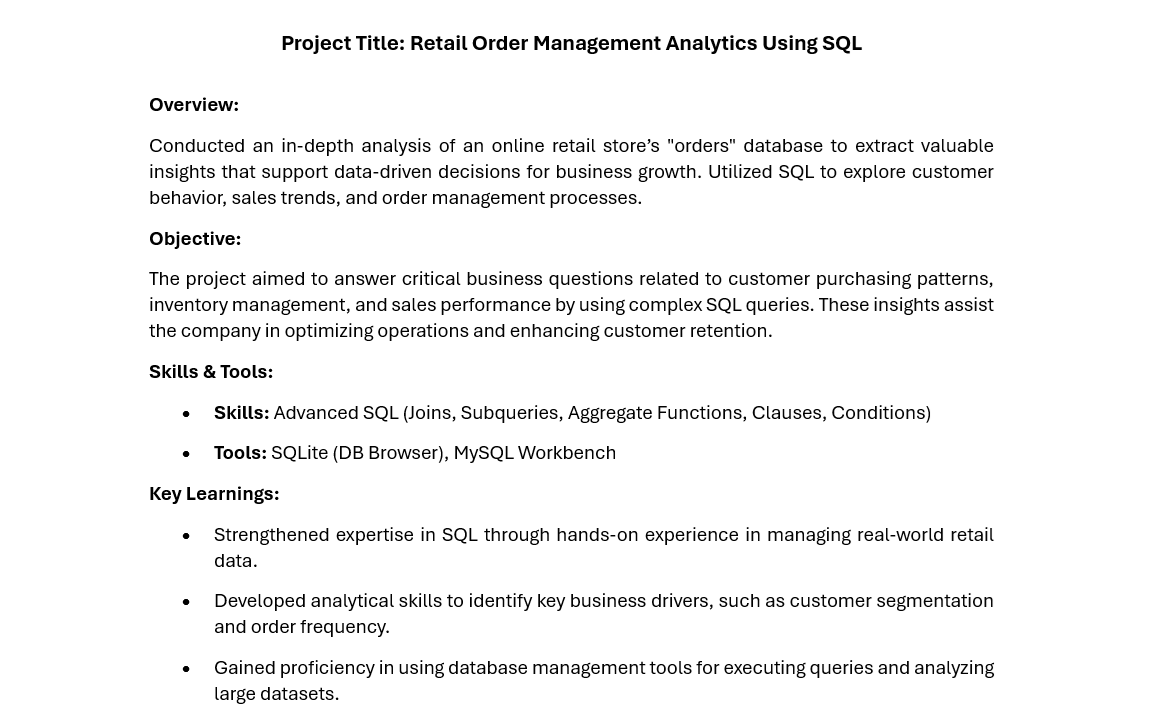 Project Title: Retail Order Management Analytics Using SQL
Overview:
Conducted an in-depth analysis of an online retail store’s "orders" database to extract valuable
insights that support data-driven decisions for business growth. Utilized SQL to explore customer
behavior, sales trends, and order management processes.
Objective:
The project aimed to answer critical business questions related to customer purchasing patterns,
inventory management, and sales performance by using complex SQL queries. These insights assist
the company in optimizing operations and enhancing customer retention.
Skills & Tools:
• Skills: Advanced SQL (Joins, Subqueries, Aggregate Functions, Clauses, Conditions)
• Tools: SQLite (DB Browser), MySQL Workbench
Key Learnings:
• Strengthened expertise in SQL through hands-on experience in managing real-world retail
data.
• Developed analytical skills to identify key business drivers, such as customer segmentation
and order frequency.
• Gained proficiency in using database management tools for executing queries and analyzing
large datasets.